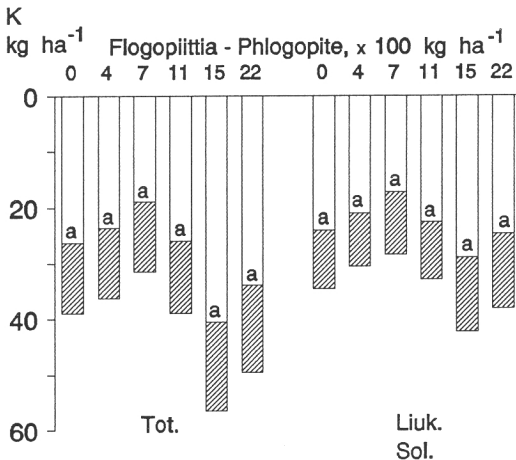 K
kg ha-1 Flogopiittia - Phlogopite, x 100 kg ha-1
0 4 7 11 15 22 0 4 7 11 15 22
0
a a a a a a a a a a a a
20
40
Tot. Liuk.
60 Sol.